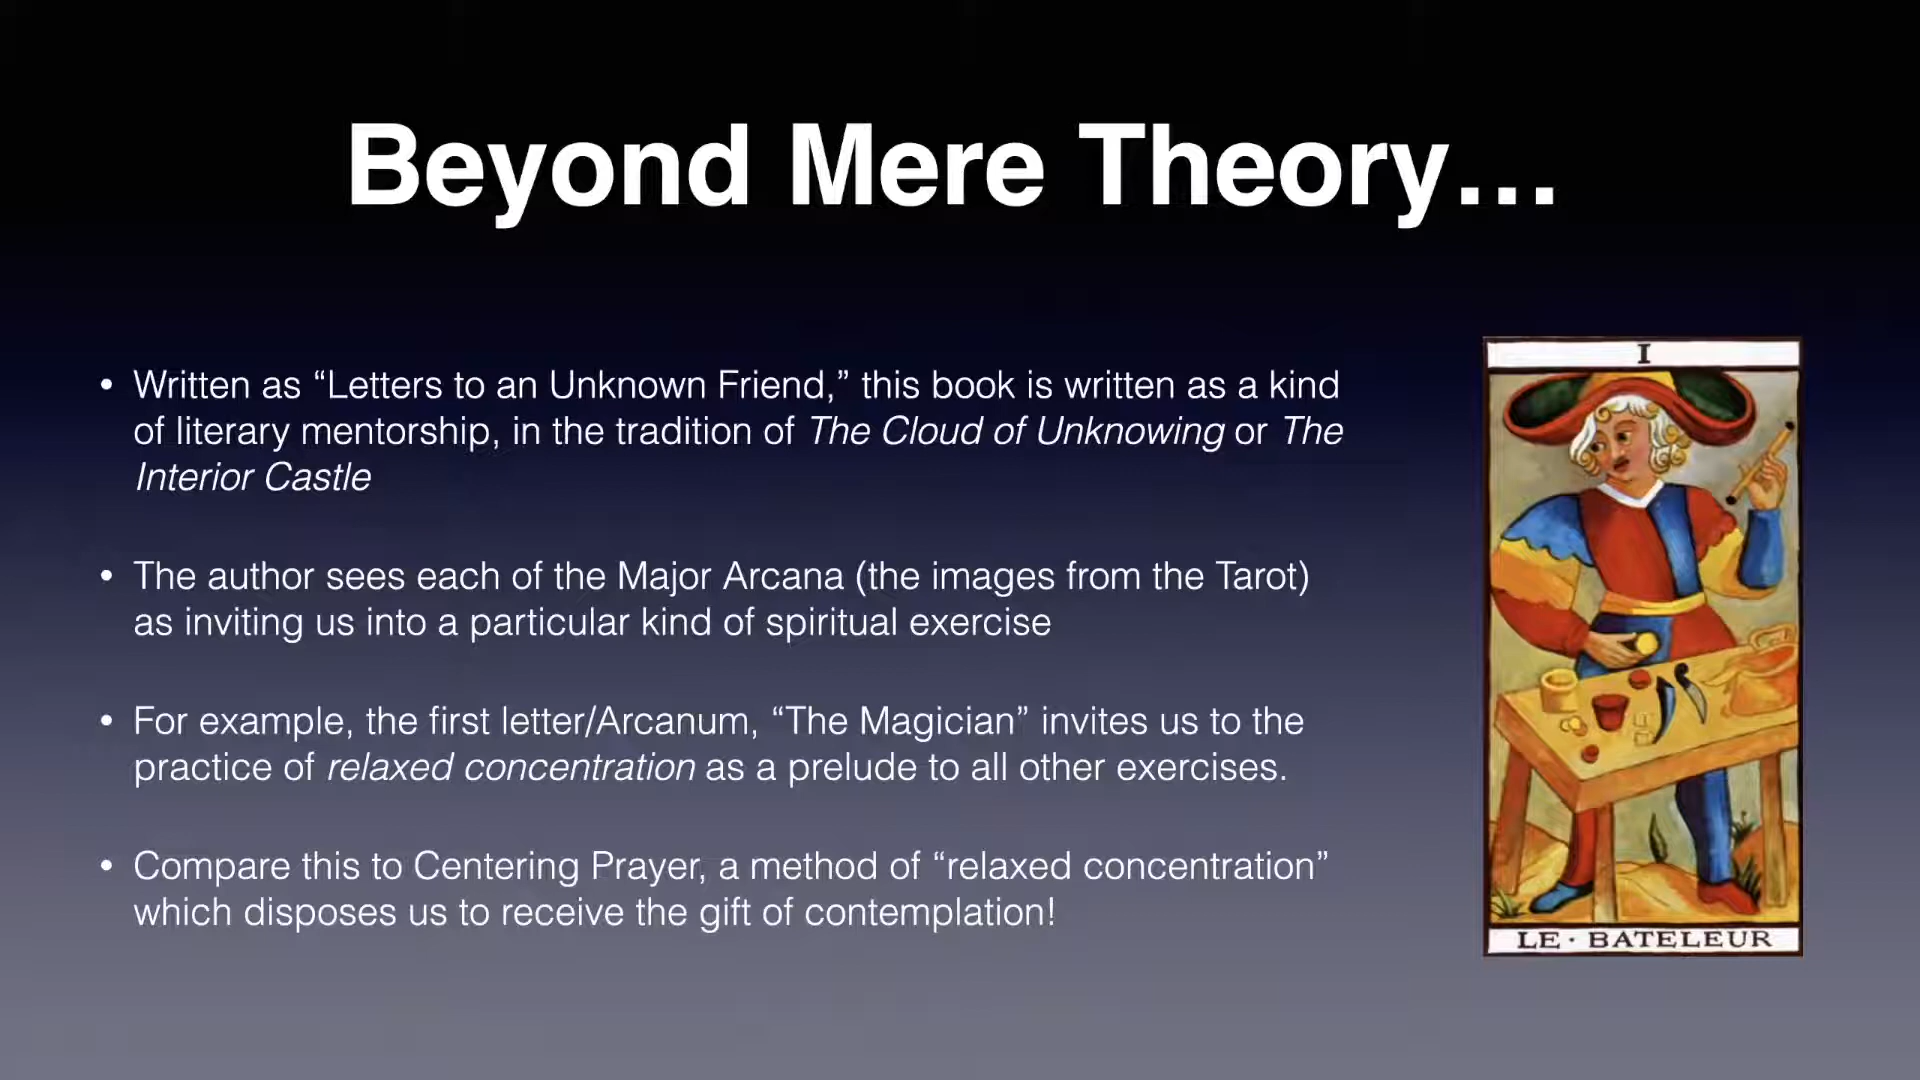 Beyond Mere Theory…
• Written as “Letters to an Unknown Friend,” this book is written as a kind
of literary mentorship, in the tradition of The Cloud of Unknowing or The
Interior Castle
• The author sees each of the Major Arcana (the images from the Tarot)
as inviting us into a particular kind of spiritual exercise
• For example, the first letter/Arcanum, “The Magician” invites us to the
practice of relaxed concentration as a prelude to all other exercises.
• Compare this to Centering Prayer, a method of “relaxed concentration”
which disposes us to receive the gift of contemplation!
I
LE · BATELEUR